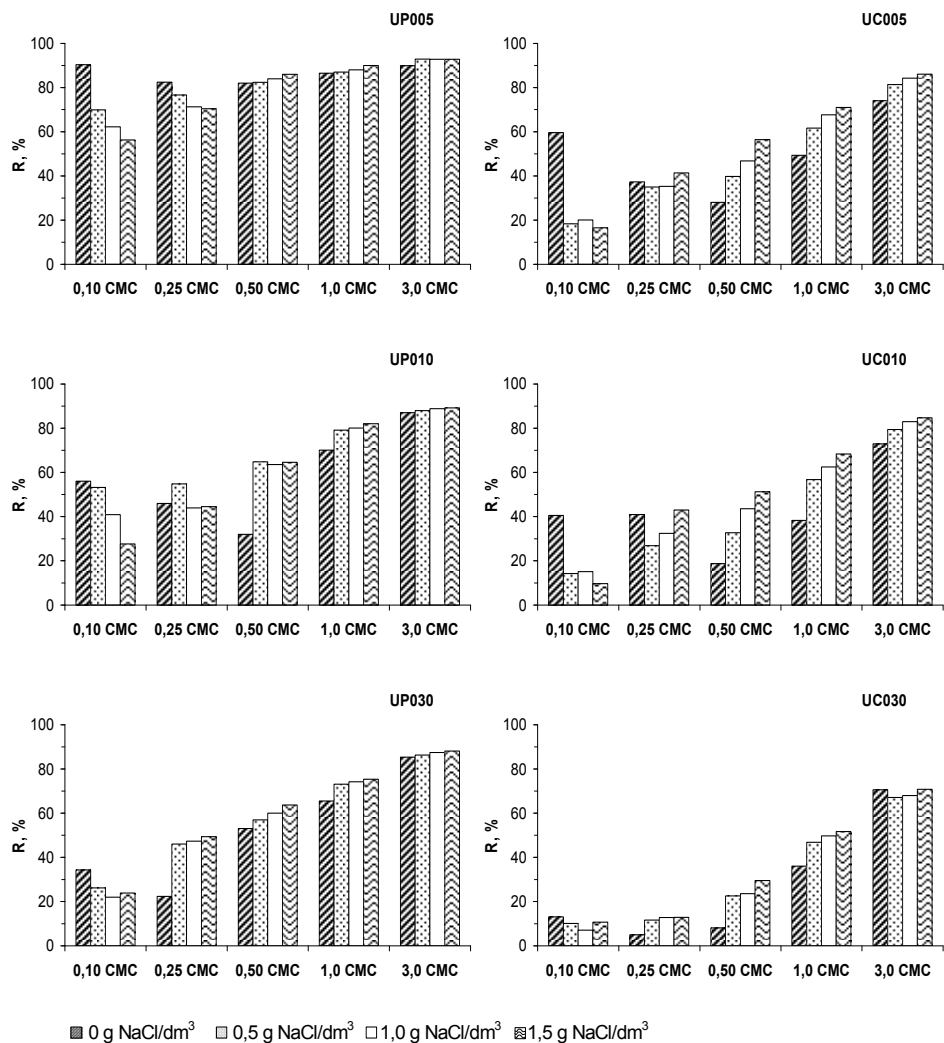 UP005
UC005
100
80
60
40
20
0
R, %
0,10 CMC 0,25 CMC 0,50 CMC 1,0 CMC 3,0 CMC
100
80
60
40
20
0
R, %
0,10 CMC 0,25 CMC 0,50 CMC 1,0 CMC 3,0 CMC
UP010
UC010
100
80
60
40
20
0
R, %
0,10 CMC 0,25 CMC 0,50 CMC 1,0 CMC 3,0 CMC
100
80
60
40
20
0
R, %
0,10 CMC 0,25 CMC 0,50 CMC 1,0 CMC 3,0 CMC
UP030
UC030
100
80
60
40
20
0
R, %
0,10 CMC 0,25 CMC 0,50 CMC 1,0 CMC 3,0 CMC
100
80
60
40
20
0
R, %
0,10 CMC 0,25 CMC 0,50 CMC 1,0 CMC 3,0 CMC
0 g NaCl/dm³ 0,5 g NaCl/dm³ 1,0 g NaCl/dm³ 1,5 g NaCl/dm³